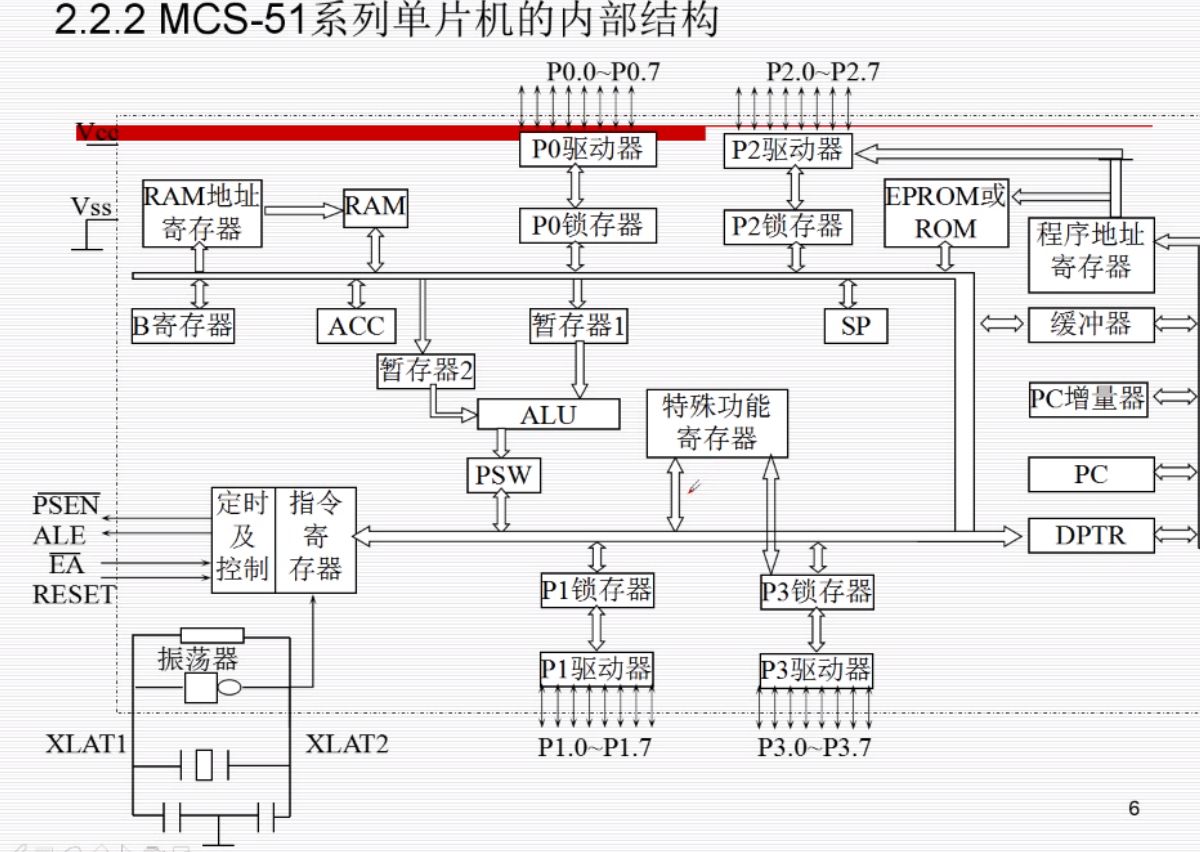 2.2.2 MCS-51系列单片机的内部结构
P0.0~P0.7
P2.0~P2.7
Vcc
P0驱动器
P2驱动器
RAM地址
寄存器
RAM
Vss
P0锁存器
P2锁存器
EPROM或
ROM
程序地址
寄存器
B寄存器
ACC
暂存器1
SP
缓冲器
暂存器2
ALU
特殊功能
寄存器
PC增量器
PSW
PC
PSEN
ALE
EA
RESET
定时
及
控制
指令
寄
存器
DPTR
P1锁存器
P3锁存器
振荡器
P1驱动器
P3驱动器
XLAT1
XLAT2
P1.0~P1.7
P3.0~P3.7
6